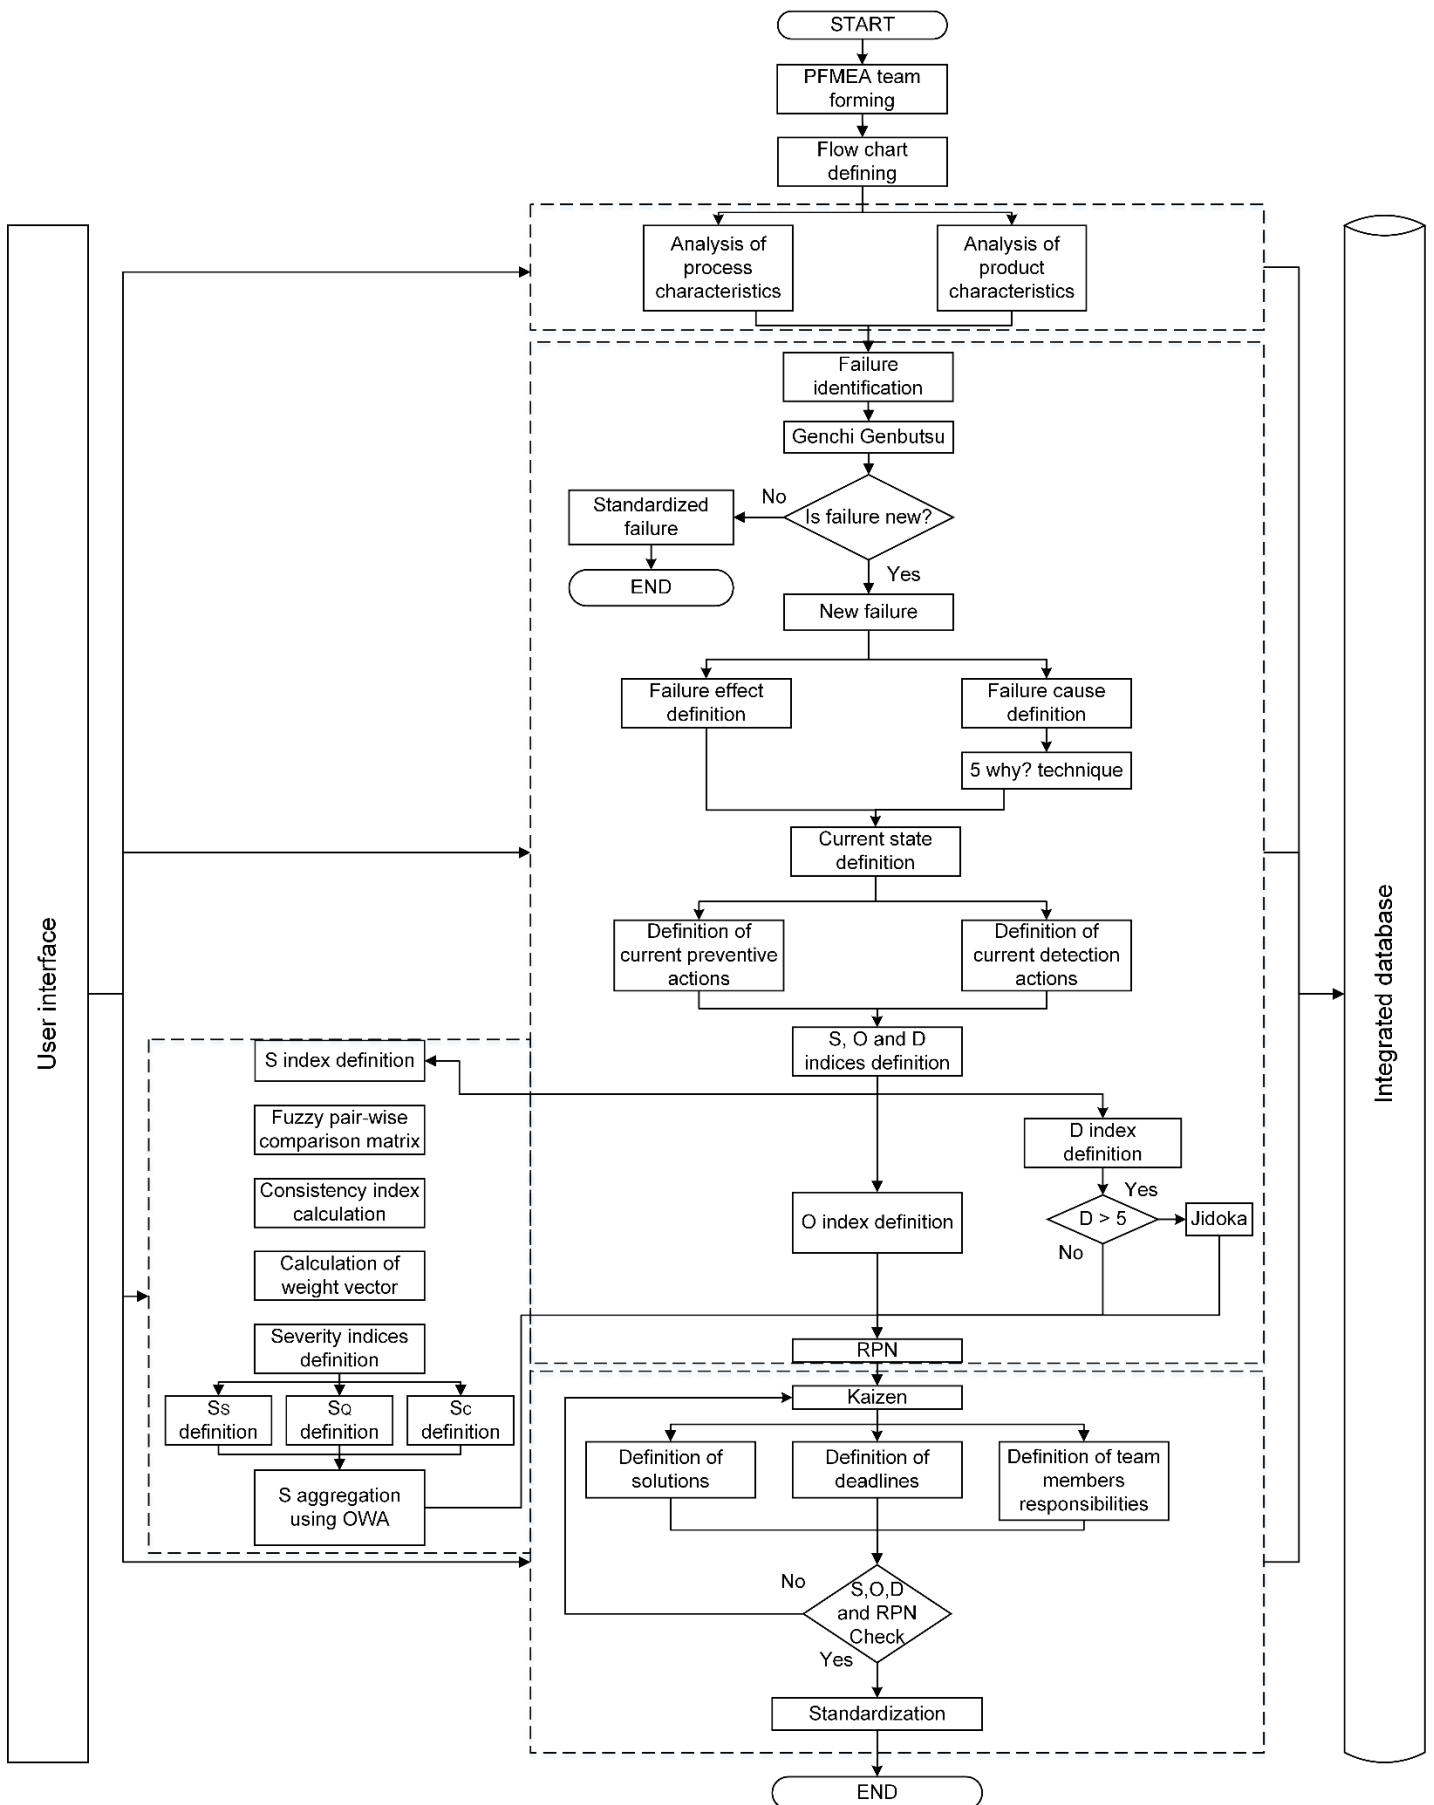 START
PFMEA team
forming
Flow chart
defining
Analysis of
process
characteristics
Analysis of
product
characteristics
Failure
identification
Genchi Genbutsu
Is failure new?
No
Standardized
failure
END
Yes
New failure
Failure effect
definition
Failure cause
definition
5 why? technique
Current state
definition
Definition of
current preventive
actions
Definition of
current detection
actions
S, O and D
indices definition
User interface
Integrated database
S index definition
Fuzzy pair-wise
comparison matrix
Consistency index
calculation
Calculation of
weight vector
Severity indices
definition
SS
definition
SQ
definition
SC
definition
S aggregation
using OWA
O index definition
D index
definition
Yes
D > 5
Jidoka
No
RPN
Kaizen
Definition of
solutions
Definition of
deadlines
Definition of team
members
responsibilities
No
S,O,D
and RPN
Check
Yes
Standardization
END